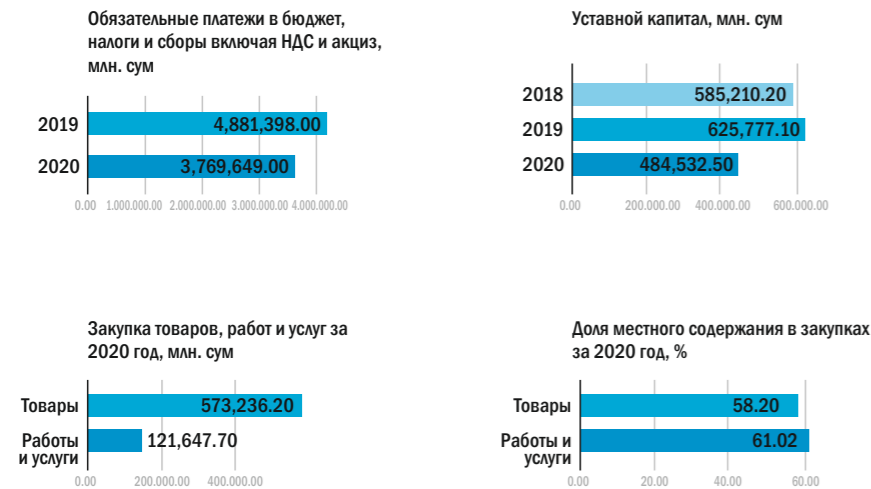 Обязательные платежи в бюджет,
налоги и сборы включая НДС и акциз,
млн. сум
2019 4,881,398.00
2020 3,769,649.00
0.00 1.000.000.00 2.000.000.00 3.000.000.00 4.000.000.00
Уставной капитал, млн. сум
2018 585,210.20
2019 625,777.10
2020 484,532.50
0.00 200.000.00 400.000.00 600.000.00
Закупка товаров, работ и услуг за
2020 год, млн. сум
Товары 573,236.20
Работы 121,647.70
и услуги
0.00 200.000.00 400.000.00
Доля местного содержания в закупках
за 2020 год, %
Товары 58.20
Работы и 61.02
услуги
0.00 20.00 40.00 60.00